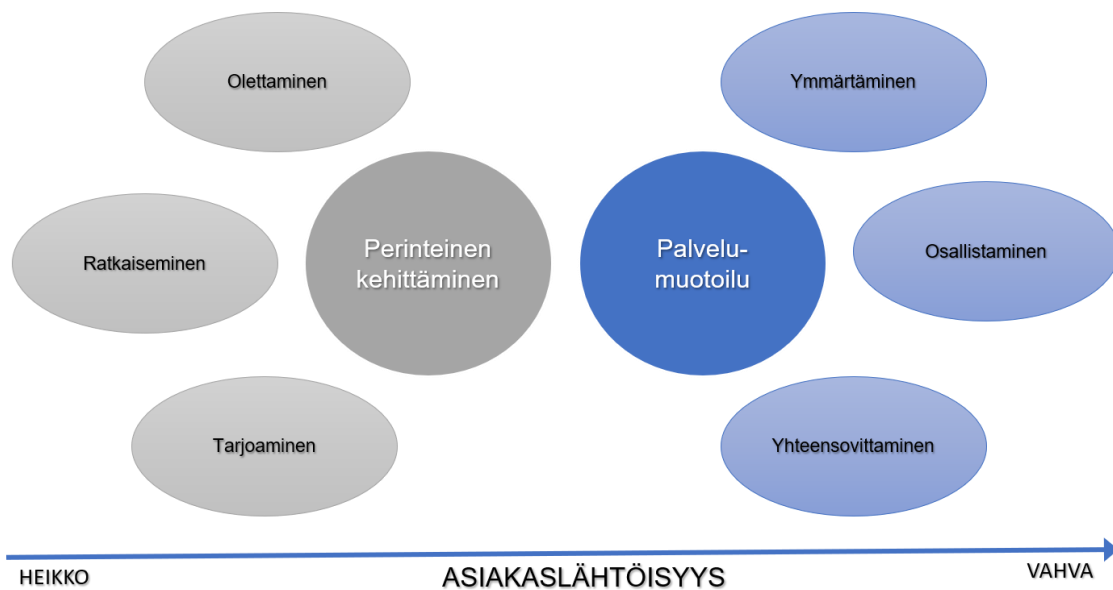 Olettaminen
Ymmärtäminen
Ratkaiseminen
Perinteinen
kehittäminen
Palvelu-
muotoilu
Osallistaminen
Tarjoaminen
Yhteensovittaminen
HEIKKO
ASIAKASLÄHTÖISYYS
VAHVA